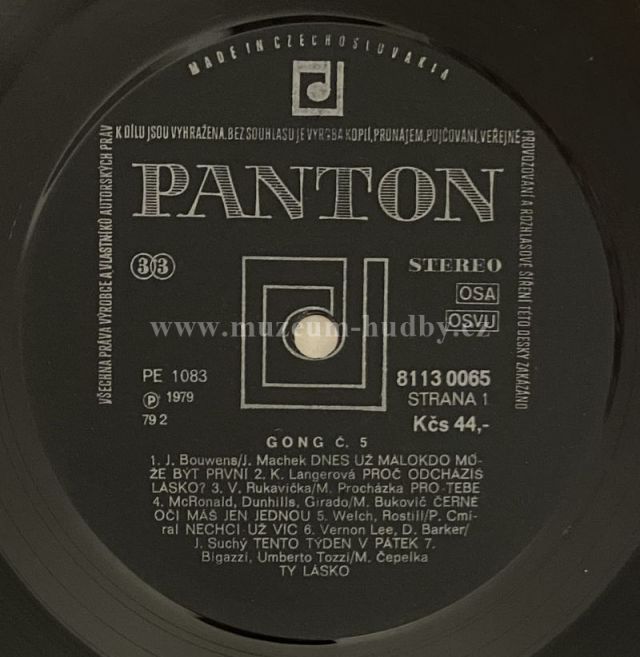 MADE IN CZECHOSLOVAKIA
VŠECHNA PRÁVA VÝROBCE A VLASTNÍKŮ AUTORSKÝCH PRÁV
K DÍLU JSOU VYHRAŽENA. BEZ SOUHLASU JE VÝROBA KOPIÍ, PRONÁJEM, PŮJČOVÁNÍ, VEŘEJNÉ
PROVOZOVÁNÍ A ROZHLASOVÉ ŠÍŘENÍ TÉTO DESKY ZAKÁZÁNO
PANTON
33
STEREO
OSA
OSVU
www.muzeum-hudby.cz
PE 1083
8113 0065
℗ 1979
STRANA 1
79 2
Kčs 44,-
GONG č. 5
1. J. Bouwens/J. Machek DNES UŽ MÁLOKDO MŮ-
ŽE BÝT PRVNÍ 2. K. Langerová PROČ ODCHÁZÍŠ
LÁSKO? 3. V. Rukavička/M. Procházka PRO TEBE
4. McRonald, Dunhills, Girado/M. Bukovič ČERNÉ
OČI MÁŠ JEN JEDNOU 5. Welch, Rostill/P. Cmí-
ral NECHCI UŽ VÍC 6. Vernon Lee, D. Barker/
J. Suchý TENTO TÝDEN V PÁTEK 7.
Bigazzi, Umberto Tozzi/M. Čepelka
TY LÁSKO